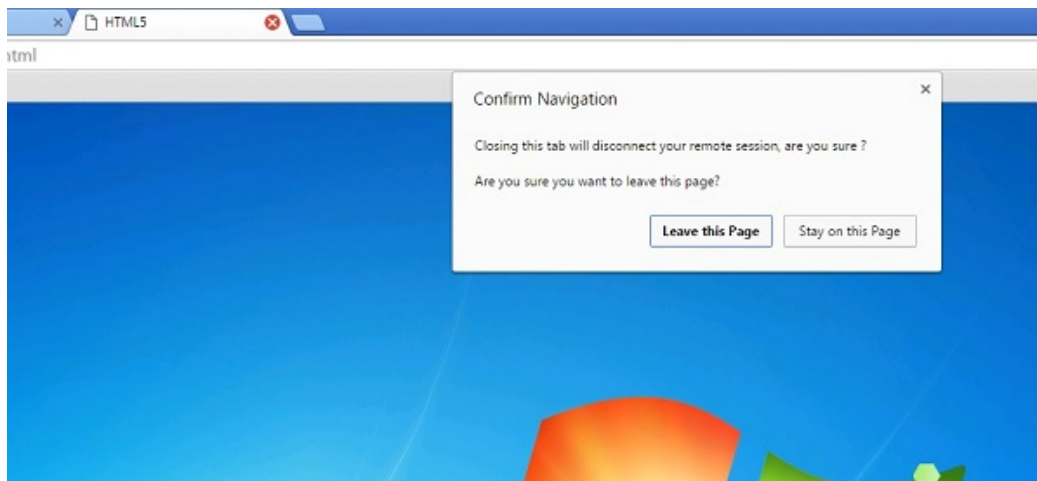 HTML5
html
Confirm Navigation
Closing this tab will disconnect your remote session, are you sure ?
Are you sure you want to leave this page?
Leave this Page
Stay on this Page